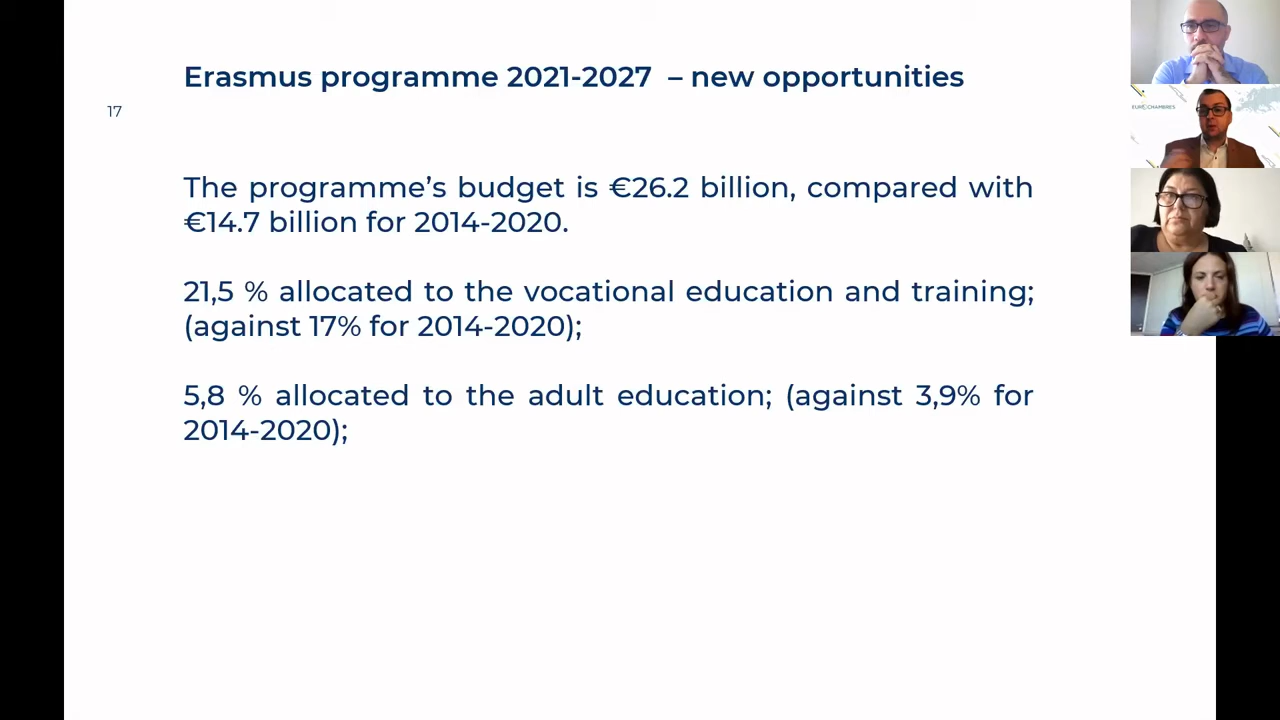 Erasmus programme 2021-2027 – new opportunities
17
The programme’s budget is €26.2 billion, compared with
€14.7 billion for 2014-2020.
21,5 % allocated to the vocational education and training;
(against 17% for 2014-2020);
5,8 % allocated to the adult education; (against 3,9% for
2014-2020);
EUROCHAMBRES